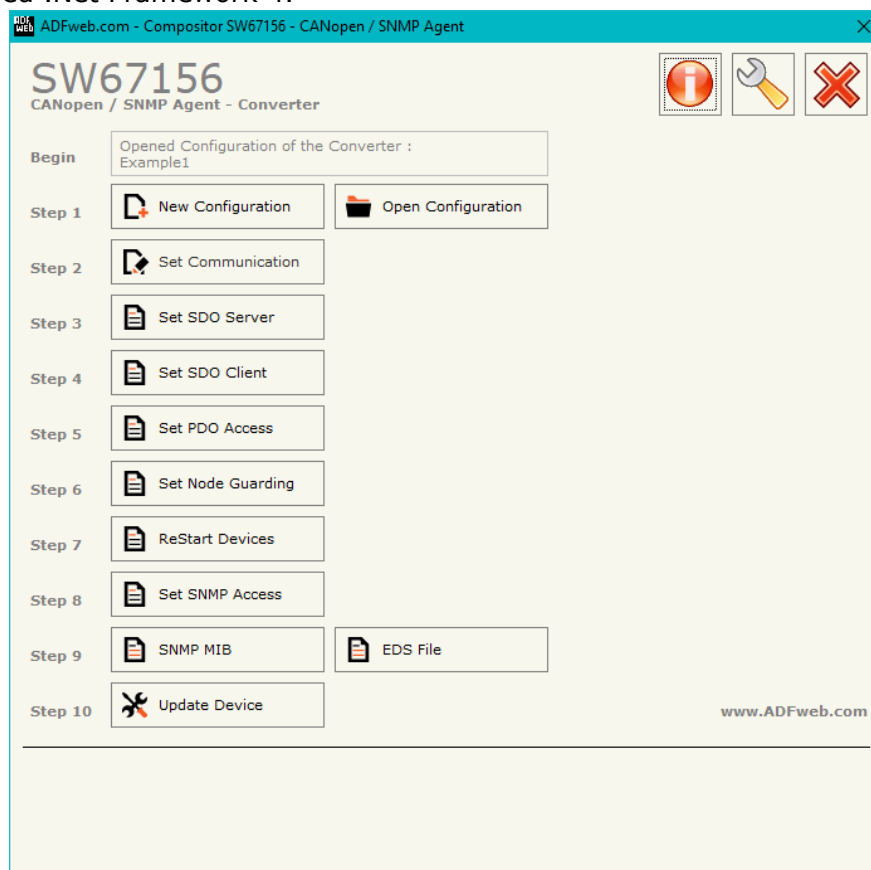 .Net Framework 4.
ADFweb.com - Compositor SW67156 - CANopen / SNMP Agent
SW67156
CANopen / SNMP Agent - Converter
Begin
Opened Configuration of the Converter :
Example1
Step 1
New Configuration
Open Configuration
Step 2
Set Communication
Step 3
Set SDO Server
Step 4
Set SDO Client
Step 5
Set PDO Access
Step 6
Set Node Guarding
Step 7
ReStart Devices
Step 8
Set SNMP Access
Step 9
SNMP MIB
EDS File
Step 10
Update Device
www.ADFweb.com